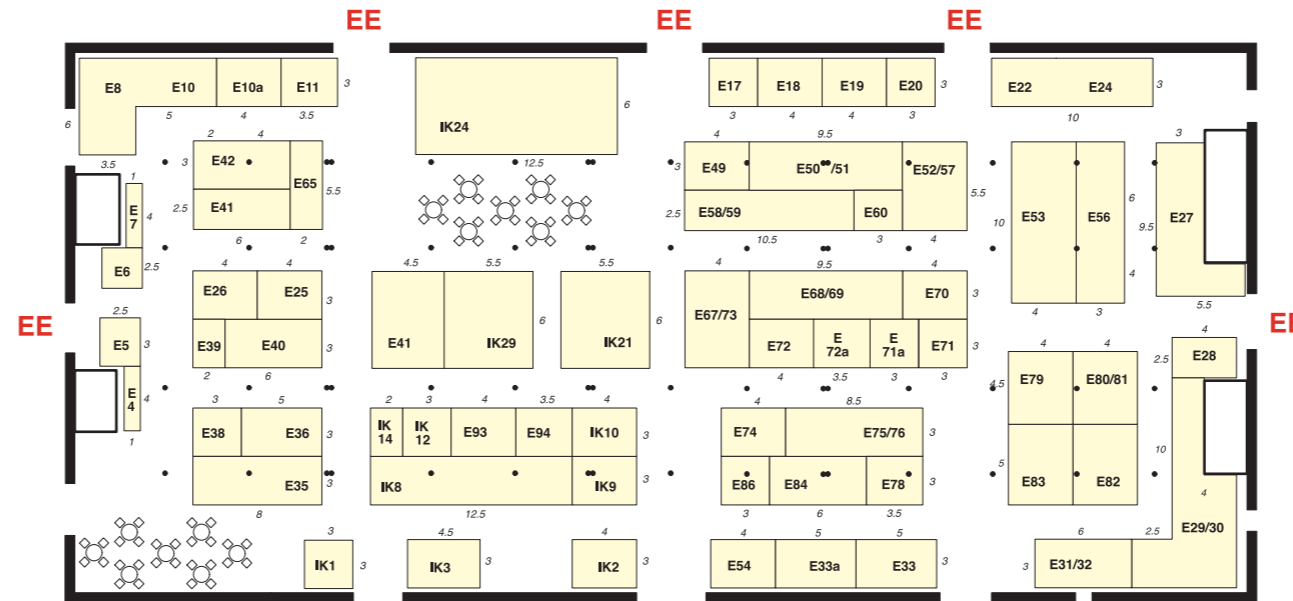 EE EE EE
E8 E10 E10a E11 3
6 5 4 3.5
3.5
IK24 6
12.5
E17 E18 E19 E20 3
3 4 4 3
E22 E24 3
10
2 4
3 E42 E65 5.5
2.5 E41
6 2
1
E
7
4
E6 2.5
4 9.5
3 E49 E50 /51 E52/57 5.5
2.5 E58/59 E60
10.5 3 4
10 E53 E56 6
4
4 3
3
9.5 E27
5.5
4 4
E26 E25 3
E39 E40 3
2 6
4.5 5.5 5.5
E41 IK29 6 IK21 6
4 9.5 4
E67/73 E68/69 E70 3
E72 E
72a E
71a E71 3
4 3.5 3 3
EE
2.5
E5 3
E
4
4
1
EE
4
2.5 E28
4 4
4.5 E79 E80/81
5 E83 E82
10
4
E29/30
3 5
E38 E36 3
E35 3
8
2 3 4 3.5 4
IK
14 IK
12 E93 E94 IK10 3
IK8 IK9 3
12.5
4 8.5
E74 E75/76 3
E86 E84 E78 3
3 6 3.5
3
IK1 3
4.5
IK3 3
4
IK2 3
4 5 5
E54 E33a E33 3
6 2.5
3 E31/32